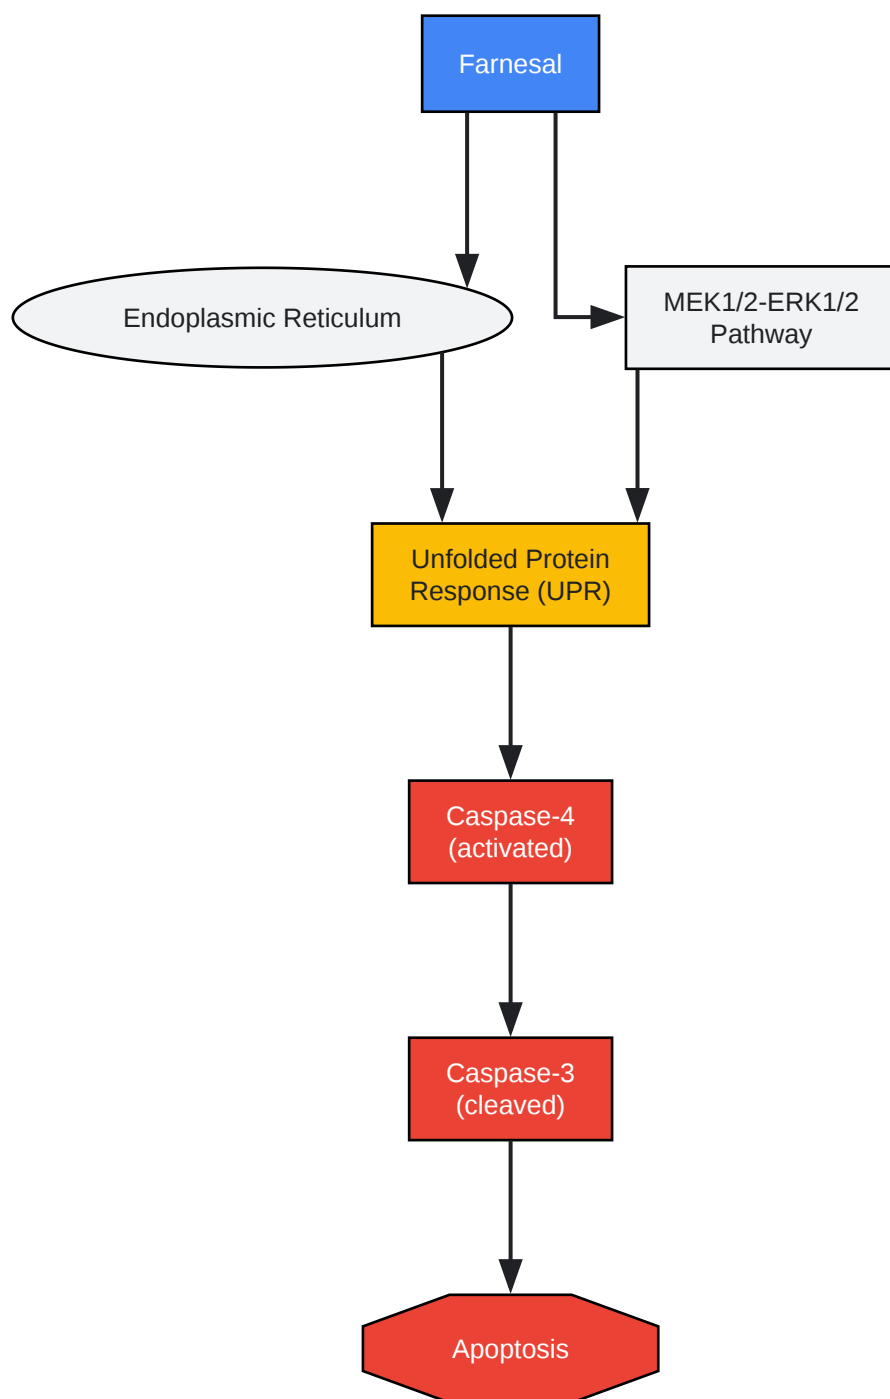 Farnesal
Endoplasmic Reticulum
MEK1/2-ERK1/2
Pathway
Unfolded Protein
Response (UPR)
Caspase-4
(activated)
Caspase-3
(cleaved)
Apoptosis